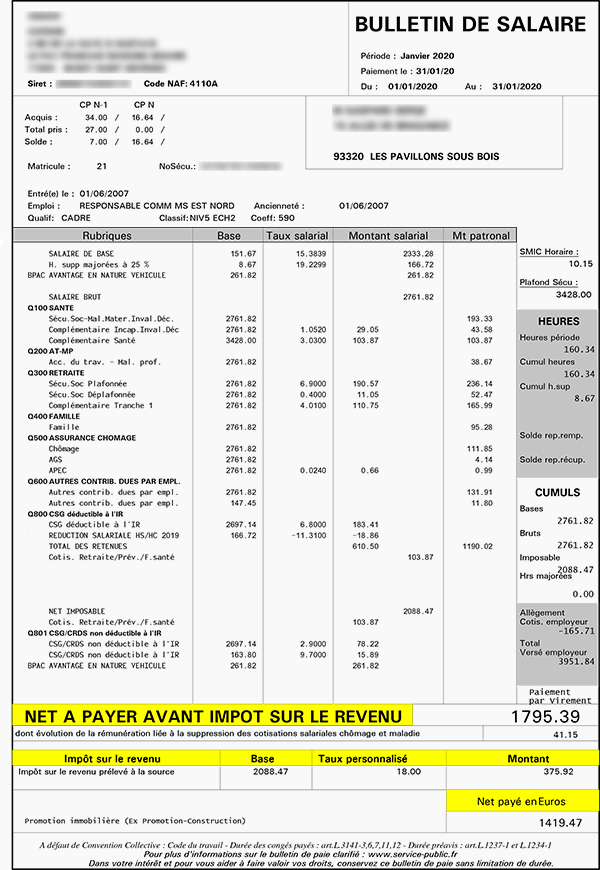 BULLETIN DE SALAIRE
Période : Janvier 2020
Paiement le : 31/01/20
Siret : Code NAF: 4110A
Du : 01/01/2020 Au : 31/01/2020
CP N-1 CP N
Acquis : 34.00 / 16.64 /
Total pris : 27.00 / 0.00 /
Solde : 7.00 / 16.64 /
93320 LES PAVILLONS SOUS BOIS
Matricule : 21 NoSécu.:
Entré(e) le : 01/06/2007
Emploi : RESPONSABLE COMM MS EST NORD Ancienneté : 01/06/2007
Qualif: CADRE Classif:NIV5 ECH2 Coeff: 590
Rubriques Base Taux salarial Montant salarial Mt patronal
SALAIRE DE BASE 151.67 15.3839 2333.28
H. supp majorées à 25 % 8.67 19.2299 166.72
BPAC AVANTAGE EN NATURE VEHICULE 261.82 261.82
SALAIRE BRUT 2761.82
Q100 SANTE
Sécu.Soc-Mal.Mater.Inval.Déc. 2761.82 193.33
Complémentaire Incap.Inval.Déc 2761.82 1.0520 29.05 43.58
Complémentaire Santé 3428.00 3.0300 103.87 103.87
Q200 AT-MP
Acc. du trav. - Mal. prof. 2761.82 38.67
Q300 RETRAITE
Sécu.Soc Plafonnée 2761.82 6.9000 190.57 236.14
Sécu.Soc Déplafonnée 2761.82 0.4000 11.05 52.47
Complémentaire Tranche 1 2761.82 4.0100 110.75 165.99
Q400 FAMILLE
Famille 2761.82 95.28
Q500 ASSURANCE CHOMAGE
Chômage 2761.82 111.85
AGS 2761.82 4.14
APEC 2761.82 0.0240 0.66 0.99
Q600 AUTRES CONTRIB. DUES PAR EMPL.
Autres contrib. dues par empl. 2761.82 131.91
Autres contrib. dues par empl. 147.45 11.80
Q800 CSG déductible à l'IR
CSG déductible à l'IR 2697.14 6.8000 183.41
REDUCTION SALARIALE HS/HC 2019 166.72 -11.3100 -18.86
TOTAL DES RETENUES 610.50 1190.02
Cotis. Retraite/Prév./F.santé 103.87
NET IMPOSABLE 2088.47
Cotis. Retraite/Prév./F.santé 103.87
Q801 CSG/CRDS non déductible à l'IR
CSG/CRDS non déductible à l'IR 2697.14 2.9000 78.22
CSG/CRDS non déductible à l'IR 163.80 9.7000 15.89
BPAC AVANTAGE EN NATURE VEHICULE 261.82 261.82
SMIC Horaire :
10.15
Plafond Sécu :
3428.00
HEURES
Heures période
160.34
Cumul heures
160.34
Cumul h.sup
8.67
Solde rep.remp.
Solde rep.récup.
CUMULS
Bases
2761.82
Bruts
2761.82
Imposable
2088.47
Hrs majorées
0.00
Allègement
Cotis. employeur
-165.71
Total
Versé employeur
3951.84
Paiement
par virement
NET A PAYER AVANT IMPOT SUR LE REVENU 1795.39
dont évolution de la rémunération liée à la suppression des cotisations salariales chômage et maladie 41.15
Impôt sur le revenu Base Taux personnalisé Montant
Impôt sur le revenu prélevé à la source 2088.47 18.00 375.92
Net payé en Euros
Promotion immobilière (Ex Promotion-Construction) 1419.47
A défaut de Convention Collective : Code du travail - Durée des congés payés : art.L.3141-3,6,7,11,12 - Durée préavis : art.L.1237-1 et L.1234-1
Pour plus d'informations sur le bulletin de paie clarifié : www.service-public.fr
Dans votre intérêt et pour vous aider à faire valoir vos droits, conservez ce bulletin de paie sans limitation de durée.